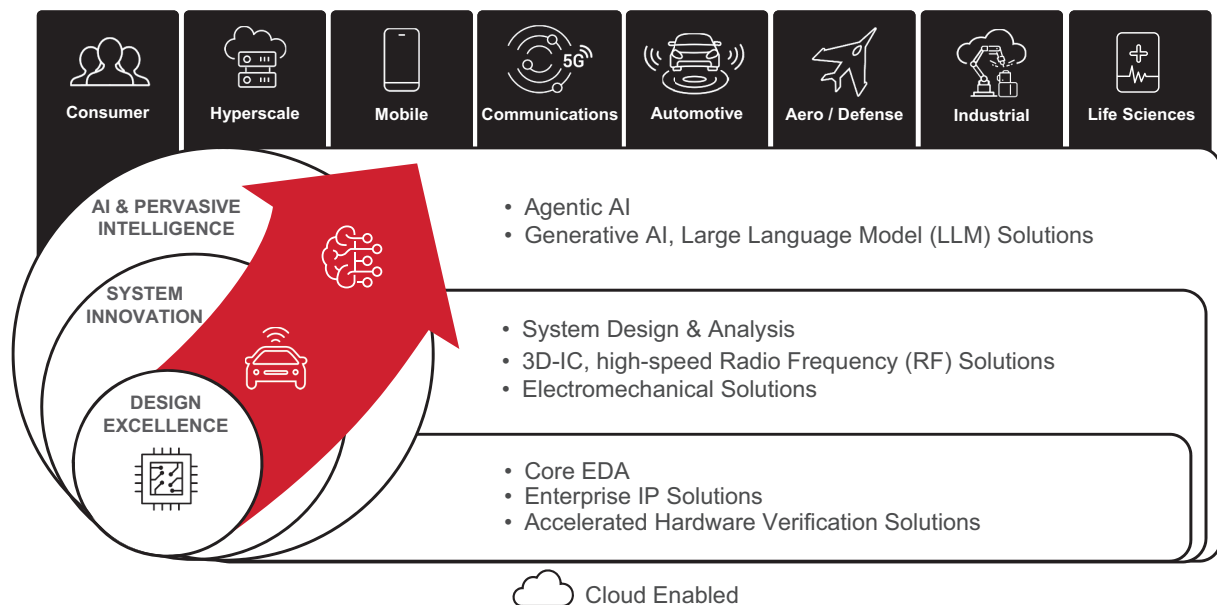 5G
Consumer
Hyperscale
Mobile
Communications
Automotive
Aero / Defense
Industrial
Life Sciences
AI & PERVASIVE
INTELLIGENCE
• Agentic AI
• Generative AI, Large Language Model (LLM) Solutions
SYSTEM
INNOVATION
• System Design & Analysis
• 3D-IC, high-speed Radio Frequency (RF) Solutions
• Electromechanical Solutions
DESIGN
EXCELLENCE
• Core EDA
• Enterprise IP Solutions
• Accelerated Hardware Verification Solutions
Cloud Enabled